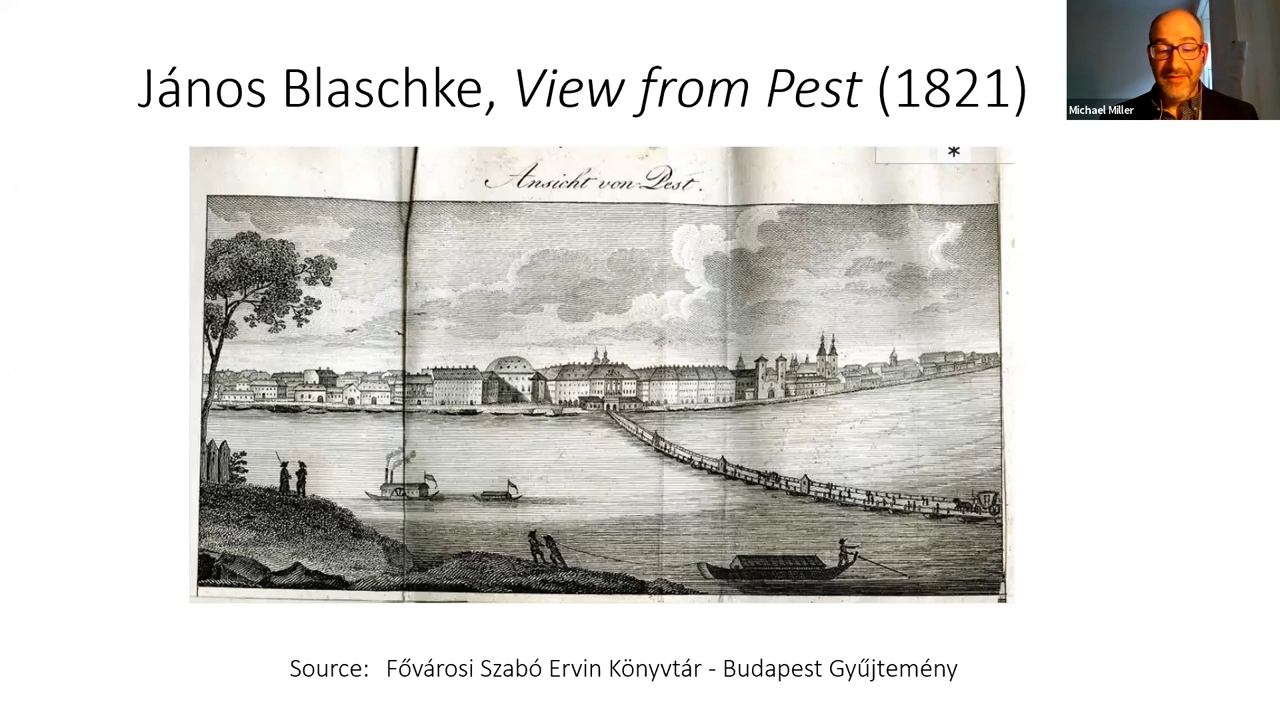 János Blaschke, View from Pest (1821)
Michael Miller
*
Ansicht von Pest.
Source: Fővárosi Szabó Ervin Könyvtár - Budapest Gyűjtemény